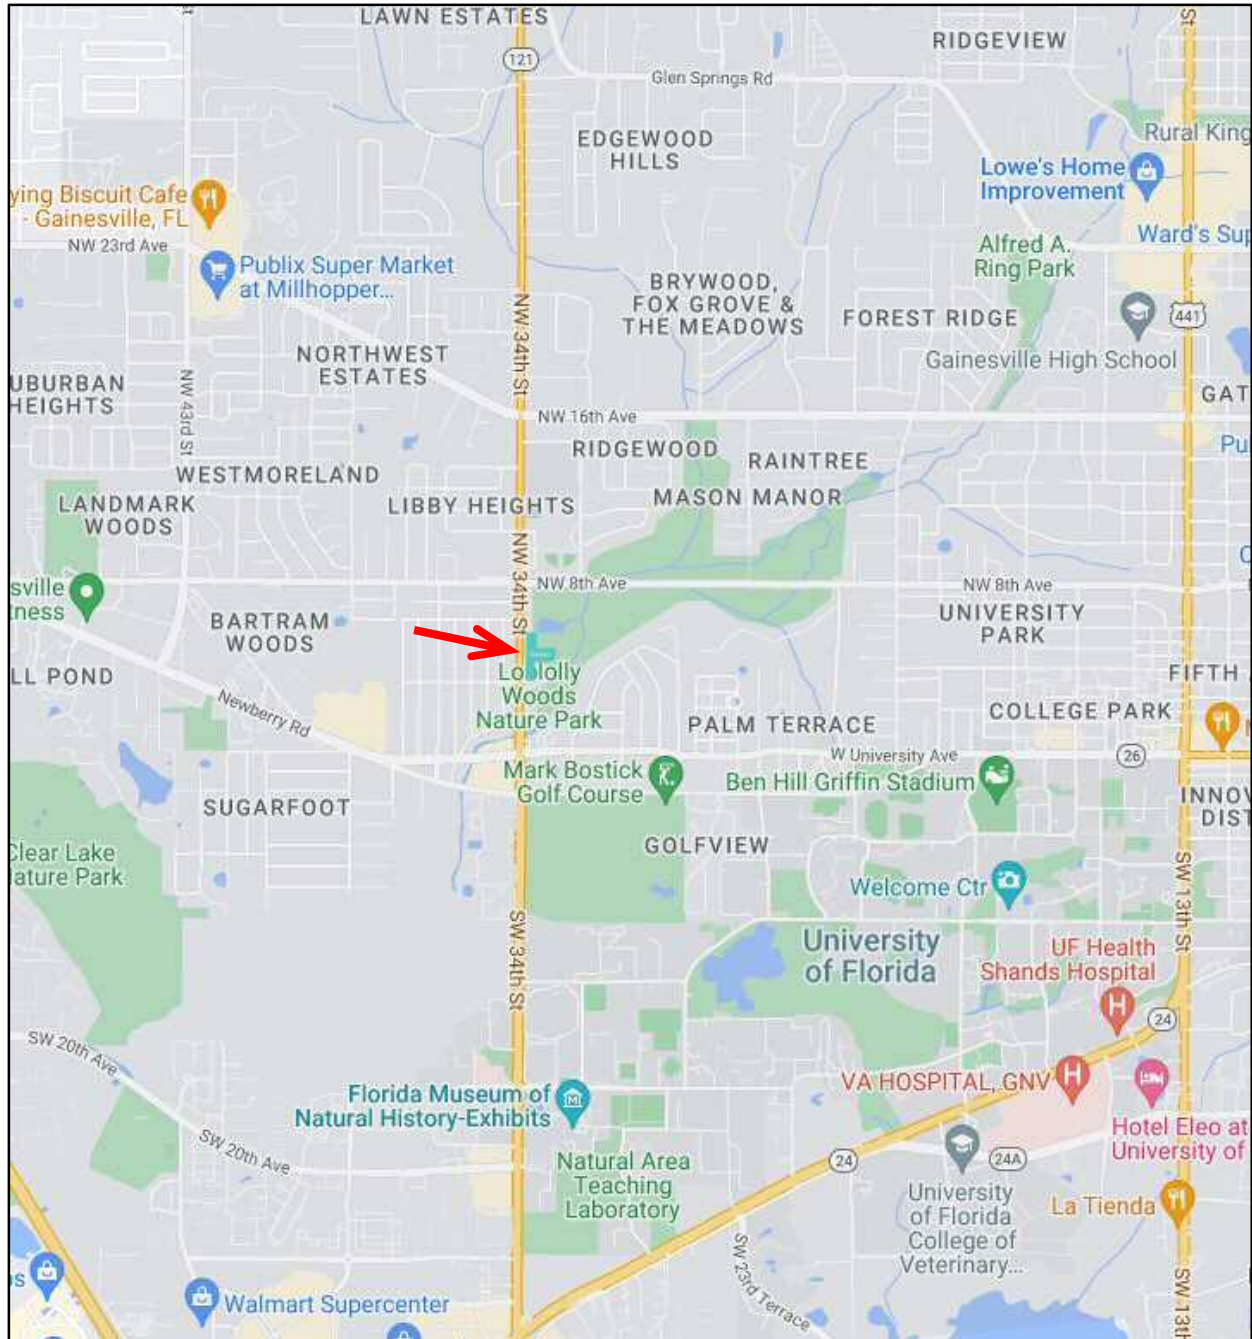 LAWN ESTATES
St
RIDGEVIEW
121
Glen Springs Rd
EDGEWOOD
HILLS
Rural King
Lowe's Home
Improvement
ying Biscuit Cafe
- Gainesville, FL
NW 23rd Ave
Ward's Sup
Alfred A.
Ring Park
Publix Super Market
at Millhopper...
BRYWOOD,
FOX GROVE &
THE MEADOWS
NW 34th St
FOREST RIDGE
441
Gainesville High School
NORTHWEST
ESTATES
UBURBAN
HEIGHTS
NW 43rd St
GAT
NW 16th Ave
RIDGEWOOD
RAINTREE
Pu
WESTMORELAND
LIBBY HEIGHTS
MASON MANOR
LANDMARK
WOODS
NW 34th St
NW 8th Ave
NW 8th Ave
sville
tness
BARTRAM
WOODS
UNIVERSITY
PARK
LL POND
Loblolly
Woods
Nature Park
FIFTH
Newberry Rd
PALM TERRACE
COLLEGE PARK
W University Ave
26
Mark Bostick
Golf Course
Ben Hill Griffin Stadium
SUGARFOOT
INNOV
DIST
GOLFVIEW
Clear Lake
ature Park
Welcome Ctr
SW 13th St
SW 34th St
University
of Florida
UF Health
Shands Hospital
24
SW 20th Ave
VA HOSPITAL, GNV
Florida Museum of
Natural History-Exhibits
Hotel Eleo at
University of
SW 20th Ave
24
24A
Natural Area
Teaching
Laboratory
University
of Florida
College of
Veterinary...
La Tienda
SW 23rd Terrace
SW 13t
Walmart Supercenter